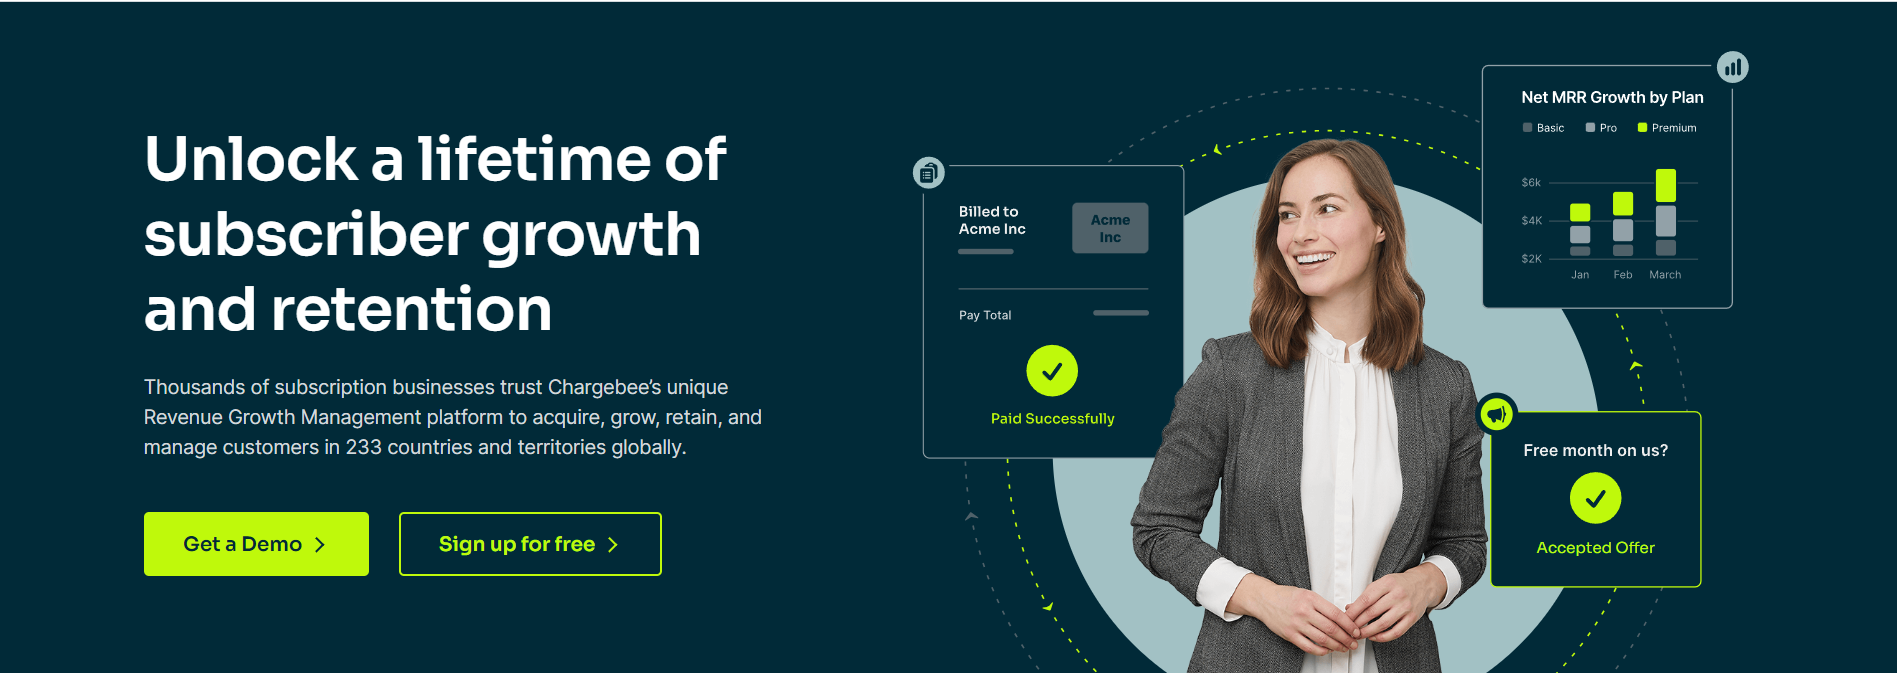 Unlock a lifetime of
subscriber growth
and retention
Thousands of subscription businesses trust Chargebee's unique
Revenue Growth Management platform to acquire, grow, retain, and
manage customers in 233 countries and territories globally.
Get a Demo
Sign up for free
Billed to
Acme Inc
Acme
Inc
Pay Total
Paid Successfully
Net MRR Growth by Plan
Basic Pro Premium
$6k
$4K
$2K
Jan Feb March
Free month on us?
Accepted Offer